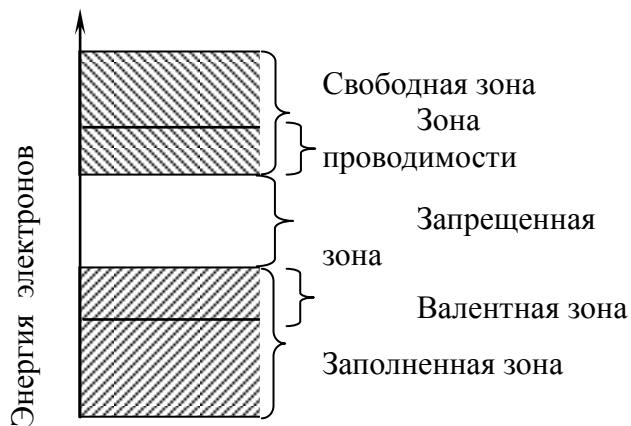 Свободная зона
Зона
проводимости
Запрещенная
зона
Валентная зона
Заполненная зона
Энергия электронов